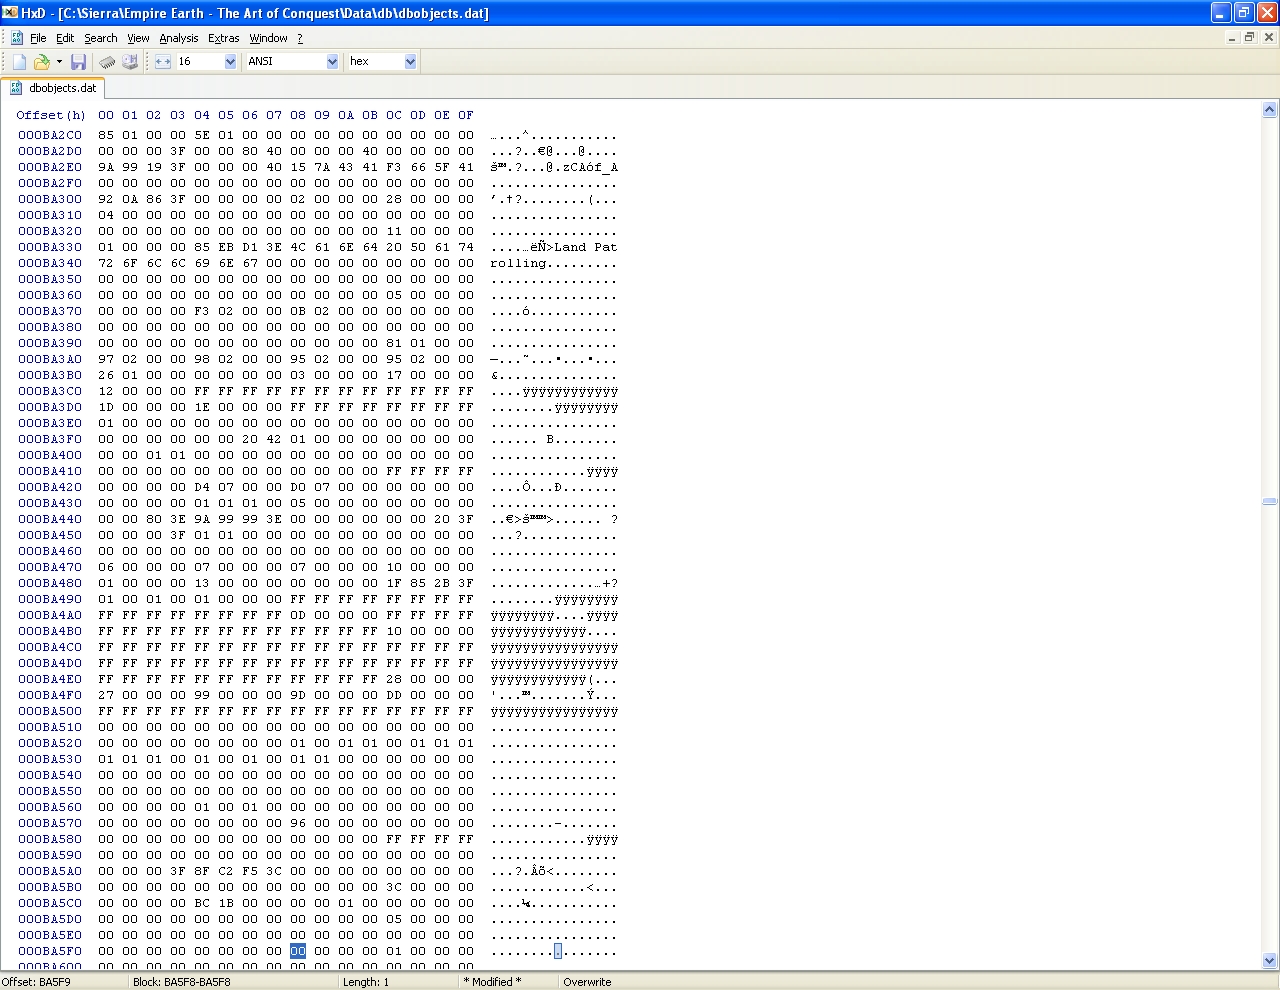 HxD - [C:\Sierra\Empire Earth - The Art of Conquest\Data\db\dbobjects.dat]
File Edit Search View Analysis Extras Window ?
16 ANSI hex
dbobjects.dat
Offset(h) 00 01 02 03 04 05 06 07 08 09 0A 0B 0C 0D 0E 0F
000BA2C0 85 01 00 00 5E 01 00 00 00 00 00 00 00 00 00 00 …...^...........
000BA2D0 00 00 00 3F 00 00 80 40 00 00 00 40 00 00 00 00 ...?..€@...@....
000BA2E0 9A 99 19 3F 00 00 00 40 15 7A 43 41 F3 66 5F 41 š™.?...@.zCAóf_A
000BA2F0 00 00 00 00 00 00 00 00 00 00 00 00 00 00 00 00 ................
000BA300 92 0A 86 3F 00 00 00 00 02 00 00 00 28 00 00 00 ’.†?........(...
000BA310 04 00 00 00 00 00 00 00 00 00 00 00 00 00 00 00 ................
000BA320 00 00 00 00 00 00 00 00 00 00 00 00 11 00 00 00 ................
000BA330 01 00 00 00 85 EB D1 3E 4C 61 6E 64 20 50 61 74 ....…ëÑ>Land Pat
000BA340 72 6F 6C 6C 69 6E 67 00 00 00 00 00 00 00 00 00 rolling.........
000BA350 00 00 00 00 00 00 00 00 00 00 00 00 00 00 00 00 ................
000BA360 00 00 00 00 00 00 00 00 00 00 00 00 05 00 00 00 ................
000BA370 00 00 00 00 F3 02 00 00 0B 02 00 00 00 00 00 00 ....ó...........
000BA380 00 00 00 00 00 00 00 00 00 00 00 00 00 00 00 00 ................
000BA390 00 00 00 00 00 00 00 00 00 00 00 00 81 01 00 00 ................
000BA3A0 97 02 00 00 98 02 00 00 95 02 00 00 95 02 00 00 —...˜...•...•...
000BA3B0 26 01 00 00 00 00 00 00 03 00 00 00 17 00 00 00 &...............
000BA3C0 12 00 00 00 FF FF FF FF FF FF FF FF FF FF FF FF ....ÿÿÿÿÿÿÿÿÿÿÿÿ
000BA3D0 1D 00 00 00 1E 00 00 00 FF FF FF FF FF FF FF FF ........ÿÿÿÿÿÿÿÿ
000BA3E0 01 00 00 00 00 00 00 00 00 00 00 00 00 00 00 00 ................
000BA3F0 00 00 00 00 00 00 20 42 01 00 00 00 00 00 00 00 ...... B........
000BA400 00 00 01 01 00 00 00 00 00 00 00 00 00 00 00 00 ................
000BA410 00 00 00 00 00 00 00 00 00 00 00 00 FF FF FF FF ............ÿÿÿÿ
000BA420 00 00 00 00 D4 07 00 00 D0 07 00 00 00 00 00 00 ....Ô...Ð.......
000BA430 00 00 00 00 01 01 01 00 05 00 00 00 00 00 00 00 ................
000BA440 00 00 80 3E 9A 99 99 3E 00 00 00 00 00 00 20 3F ..€>š™™>...... ?
000BA450 00 00 00 3F 01 01 00 00 00 00 00 00 00 00 00 00 ...?............
000BA460 00 00 00 00 00 00 00 00 00 00 00 00 00 00 00 00 ................
000BA470 06 00 00 00 07 00 00 00 07 00 00 00 10 00 00 00 ................
000BA480 01 00 00 00 13 00 00 00 00 00 00 00 1F 85 2B 3F .............…+?
000BA490 01 00 01 00 01 00 00 00 FF FF FF FF FF FF FF FF ........ÿÿÿÿÿÿÿÿ
000BA4A0 FF FF FF FF FF FF FF FF 0D 00 00 00 FF FF FF FF ÿÿÿÿÿÿÿÿ....ÿÿÿÿ
000BA4B0 FF FF FF FF FF FF FF FF FF FF FF FF 10 00 00 00 ÿÿÿÿÿÿÿÿÿÿÿÿ....
000BA4C0 FF FF FF FF FF FF FF FF FF FF FF FF FF FF FF FF ÿÿÿÿÿÿÿÿÿÿÿÿÿÿÿÿ
000BA4D0 FF FF FF FF FF FF FF FF FF FF FF FF FF FF FF FF ÿÿÿÿÿÿÿÿÿÿÿÿÿÿÿÿ
000BA4E0 FF FF FF FF FF FF FF FF FF FF FF FF 28 00 00 00 ÿÿÿÿÿÿÿÿÿÿÿÿ(...
000BA4F0 27 00 00 00 99 00 00 00 9D 00 00 00 DD 00 00 00 '...™.......Ý...
000BA500 FF FF FF FF FF FF FF FF FF FF FF FF FF FF FF FF ÿÿÿÿÿÿÿÿÿÿÿÿÿÿÿÿ
000BA510 00 00 00 00 00 00 00 00 00 00 00 00 00 00 00 00 ................
000BA520 00 00 00 00 00 00 00 00 01 00 01 01 00 01 01 01 ................
000BA530 01 01 01 00 01 00 01 00 01 01 00 00 00 00 00 00 ................
000BA540 00 00 00 00 00 00 00 00 00 00 00 00 00 00 00 00 ................
000BA550 00 00 00 00 00 00 00 00 00 00 00 00 00 00 00 00 ................
000BA560 00 00 00 00 01 00 01 00 00 00 00 00 00 00 00 00 ................
000BA570 00 00 00 00 00 00 00 00 96 00 00 00 00 00 00 00 ........–.......
000BA580 00 00 00 00 00 00 00 00 00 00 00 00 FF FF FF FF ............ÿÿÿÿ
000BA590 00 00 00 00 00 00 00 00 00 00 00 00 00 00 00 00 ................
000BA5A0 00 00 00 3F 8F C2 F5 3C 00 00 00 00 00 00 00 00 ...?.Âõ<........
000BA5B0 00 00 00 00 00 00 00 00 00 00 00 00 3C 00 00 00 ............<...
000BA5C0 00 00 00 00 BC 1B 00 00 00 00 01 00 00 00 00 00 ....¼...........
000BA5D0 00 00 00 00 00 00 00 00 00 00 00 00 05 00 00 00 ................
000BA5E0 00 00 00 00 00 00 00 00 00 00 00 00 00 00 00 00 ................
000BA5F0 00 00 00 00 00 00 00 00 00 00 00 00 01 00 00 00 ................
000BA600 00 00 00 00 00 00 00 00 00 00 00 00 00 00 00 00
Offset: BA5F9 Block: BA5F8-BA5F8 Length: 1 * Modified * Overwrite